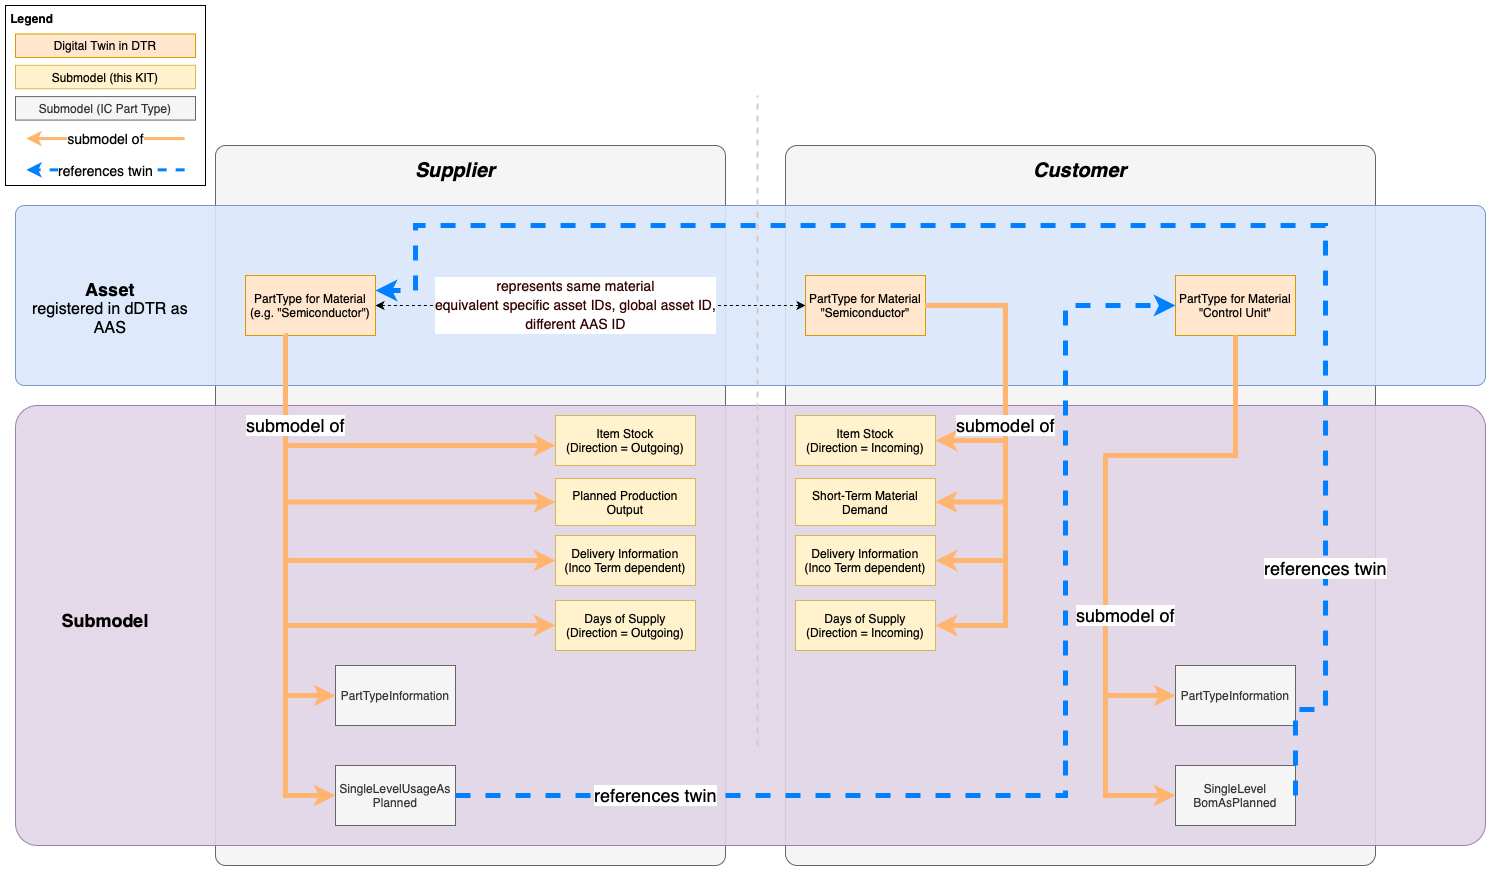 Legend
Digital Twin in DTR
Submodel (this KIT)
Submodel (IC Part Type)
submodel of
references twin
Supplier
Customer
Asset
registered in dDTR as
AAS
PartType for Material
(e.g. "Semiconductor")
represents same material
equivalent specific asset IDs, global asset ID,
different AAS ID
PartType for Material
"Semiconductor"
PartType for Material
"Control Unit"
submodel of
Item Stock
(Direction = Outgoing)
Item Stock
(Direction = Incoming)
submodel of
Planned Production
Output
Short-Term Material
Demand
Delivery Information
(Inco Term dependent)
Delivery Information
(Inco Term dependent)
references twin
Submodel
Days of Supply
(Direction = Outgoing)
Days of Supply
(Direction = Incoming)
submodel of
PartTypeInformation
PartTypeInformation
SingleLevelUsageAs
Planned
references twin
SingleLevel
BomAsPlanned